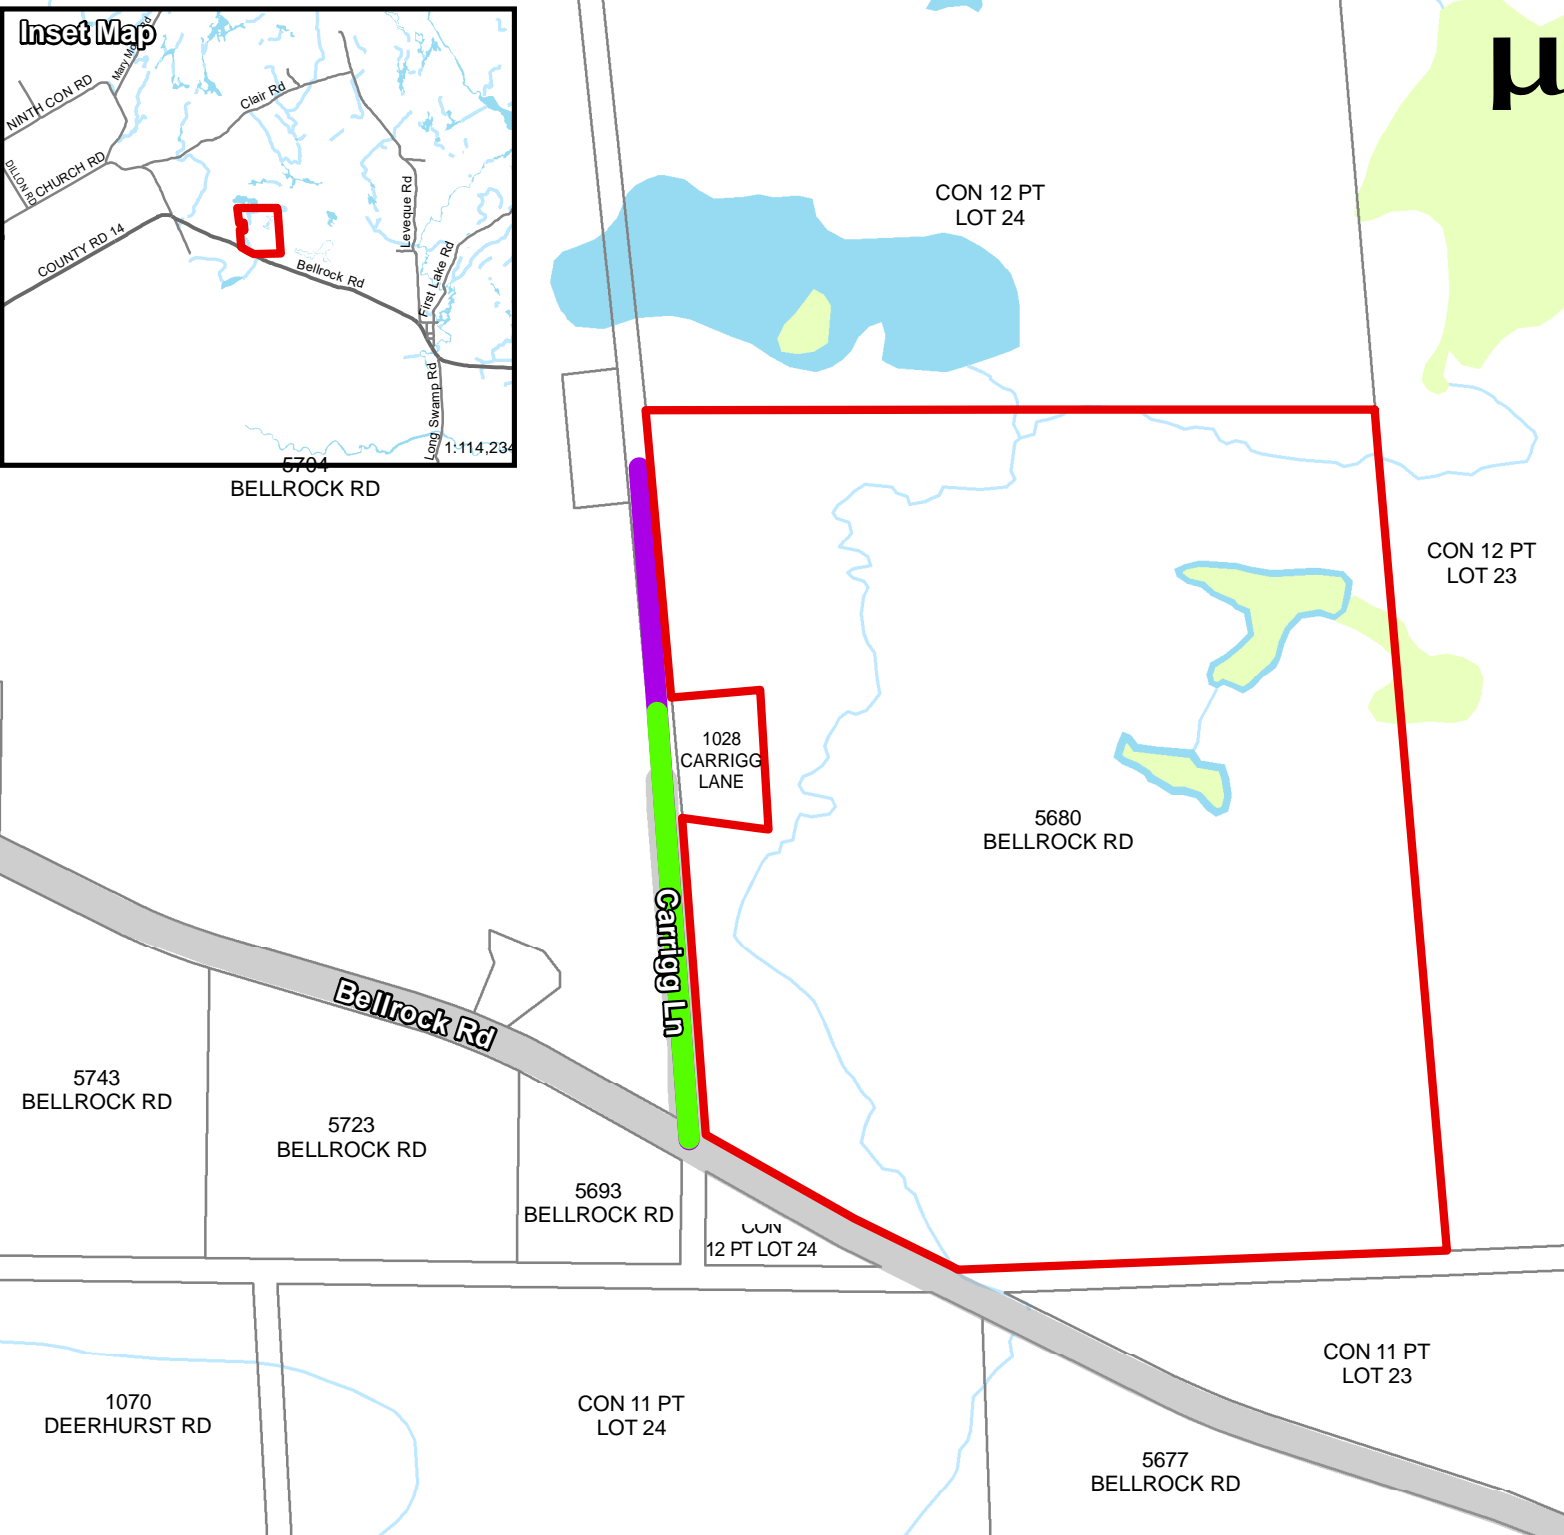 Inset Map
Mary Mo Rd
NINTH CON RD
Clair Rd
DILLON RD
CHURCH RD
COUNTY RD 14
Leveque Rd
First Lake Rd
Bellrock Rd
Long Swamp Rd
1:114,234
µ
CON 12 PT
LOT 24
5704
BELLROCK RD
CON 12 PT
LOT 23
1028
CARRIGG
LANE
5680
BELLROCK RD
Carrigg Ln
Bellrock Rd
5743
BELLROCK RD
5723
BELLROCK RD
5693
BELLROCK RD
CON
12 PT LOT 24
CON 11 PT
LOT 23
1070
DEERHURST RD
CON 11 PT
LOT 24
5677
BELLROCK RD